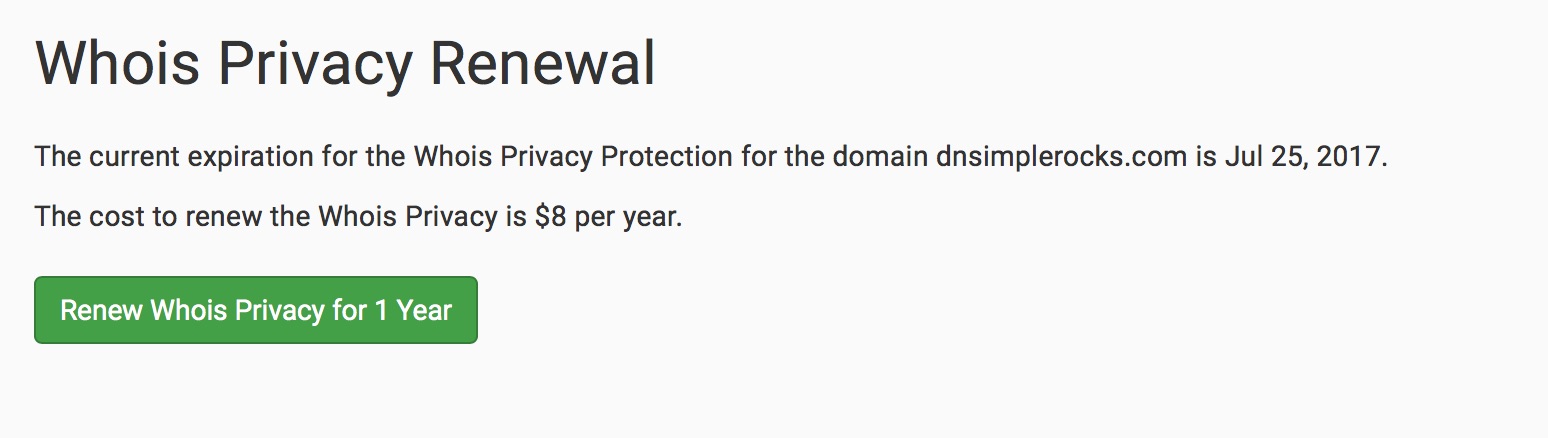 Whois Privacy Renewal
The current expiration for the Whois Privacy Protection for the domain dnsimplerocks.com is Jul 25, 2017.
The cost to renew the Whois Privacy is $8 per year.
Renew Whois Privacy for 1 Year